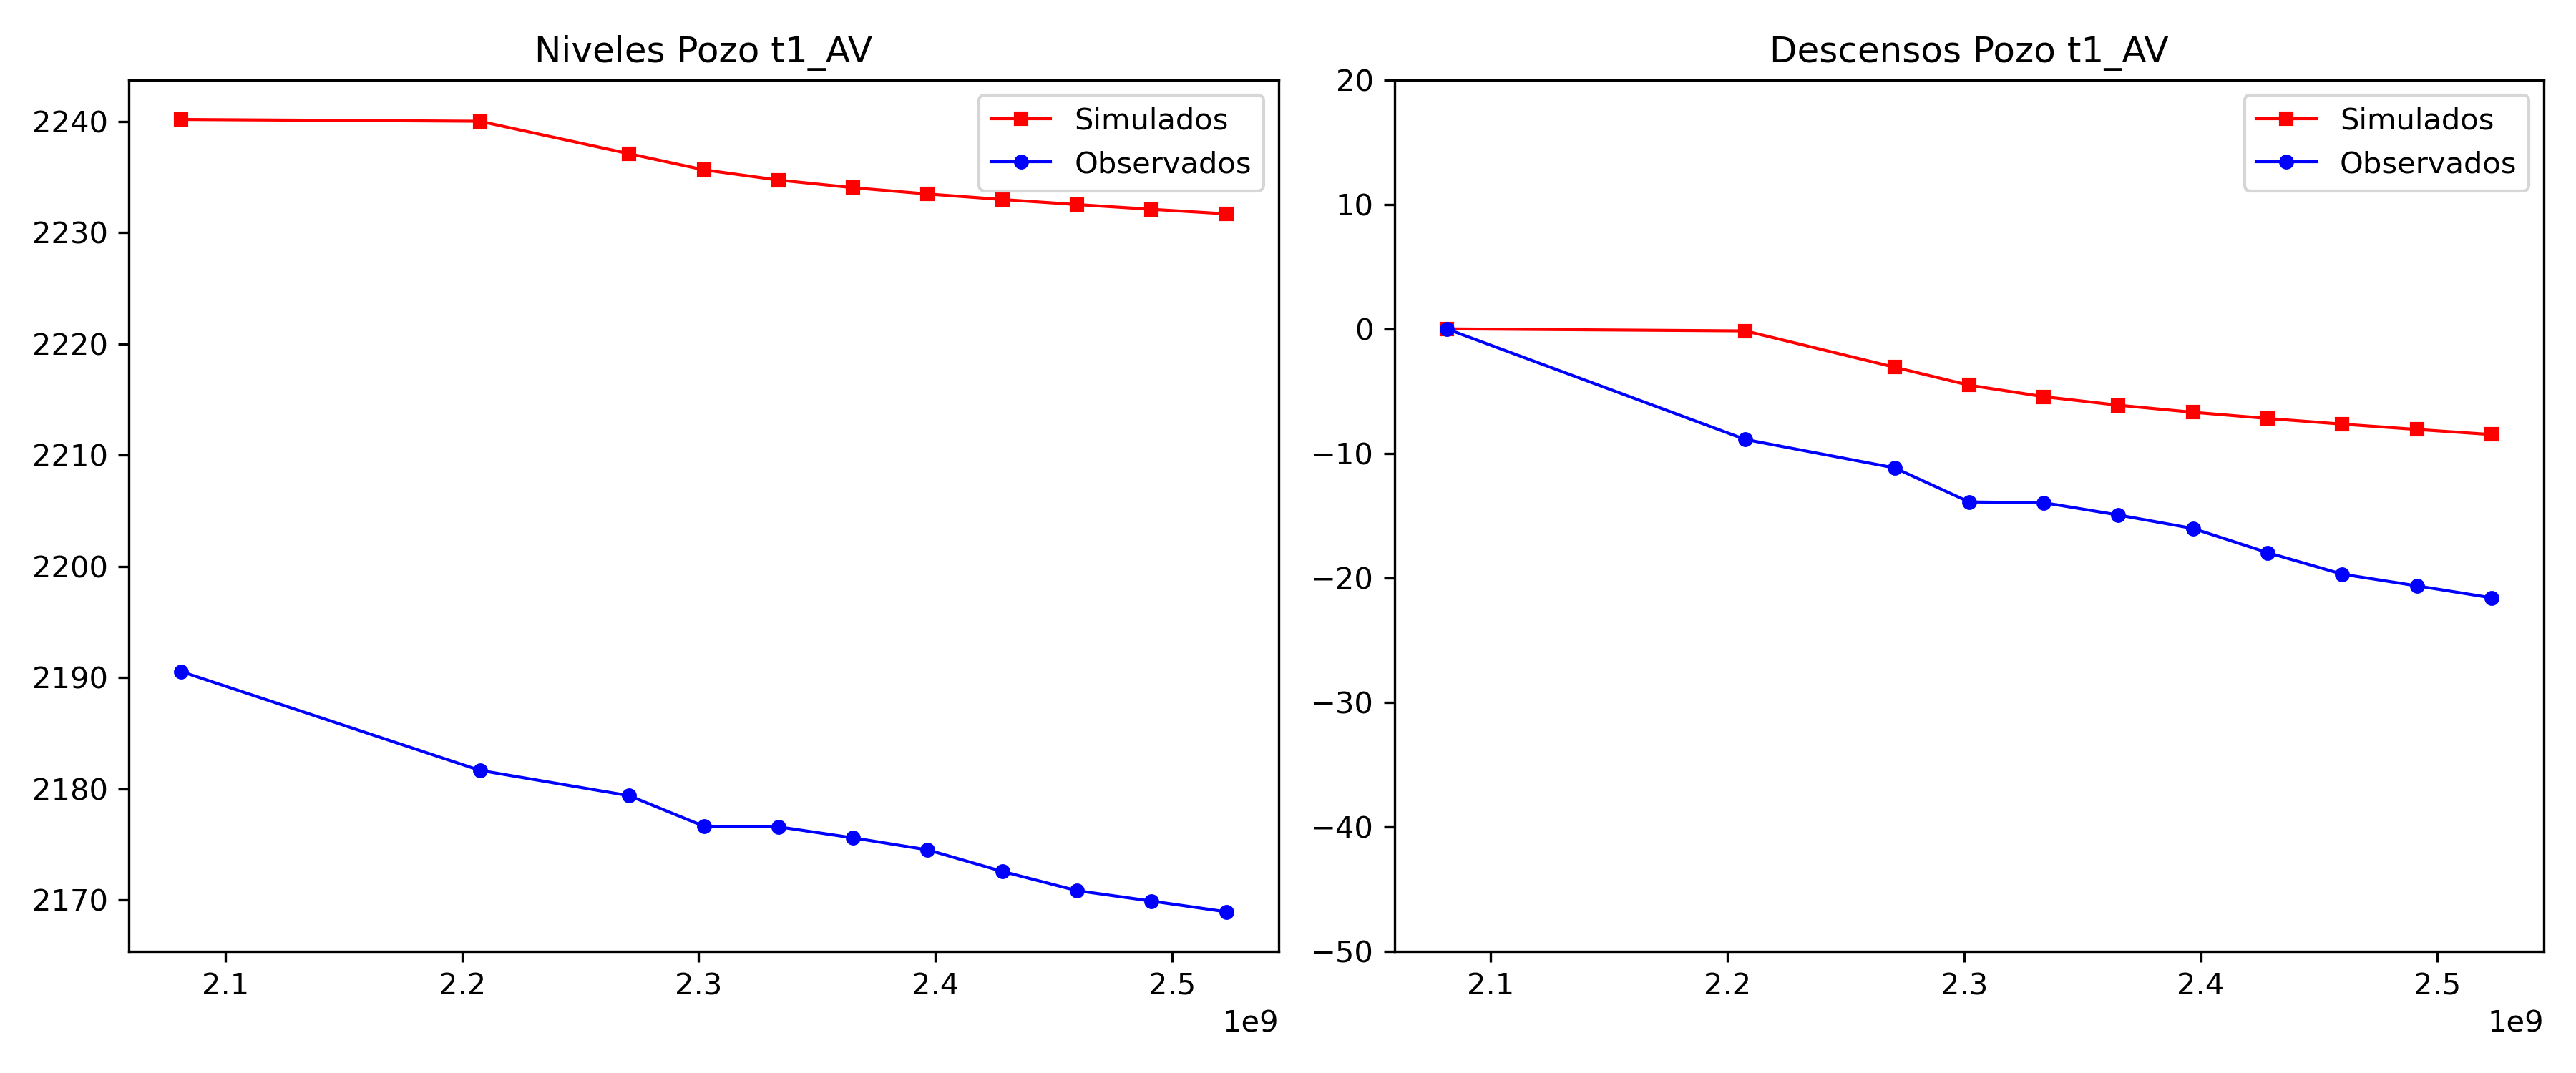 Niveles Pozo t1_AV
2240
2230
2220
2210
2200
2190
2180
2170
2.1 2.2 2.3 2.4 2.5
1e9
Simulados
Observados
Descensos Pozo t1_AV
20
10
0
−10
−20
−30
−40
−50
2.1 2.2 2.3 2.4 2.5
1e9
Simulados
Observados